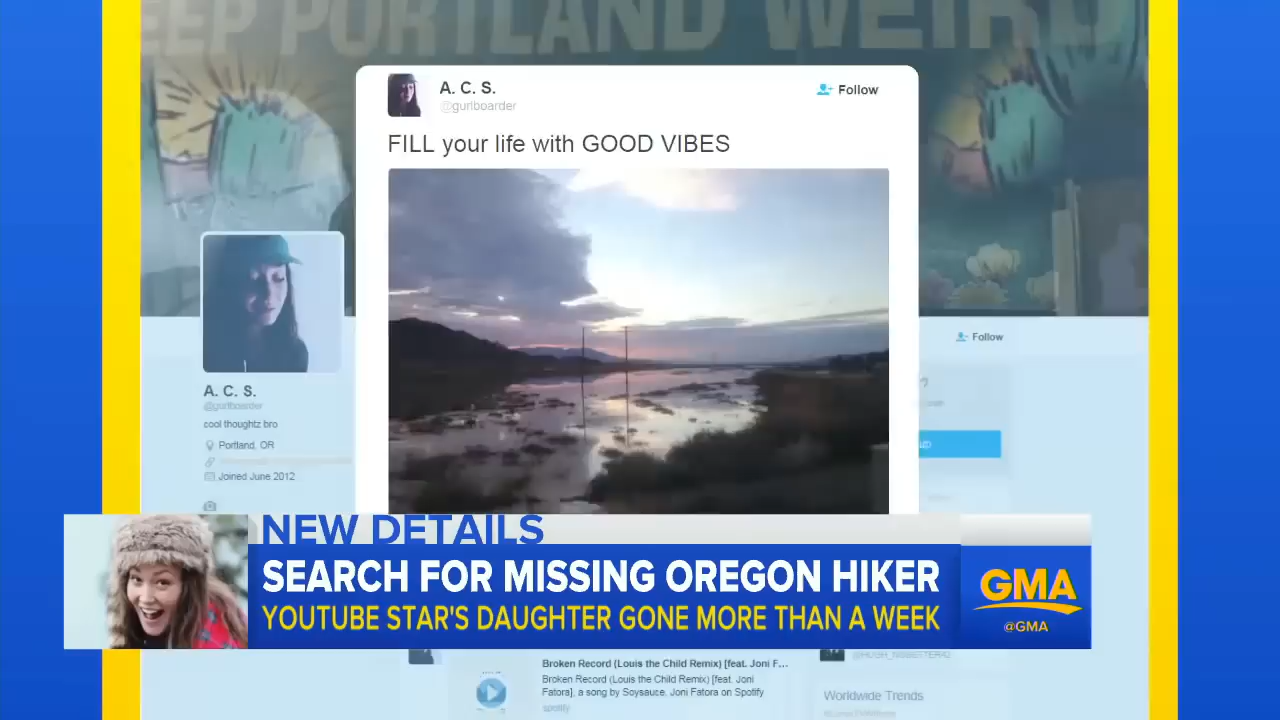 EEP PORTLAND WEIRD
A. C. S.
@gurlboarder
Follow
FILL your life with GOOD VIBES
A. C. S.
@gurlboarder
cool thoughtz bro
Portland, OR
Joined June 2012
Follow
NEW DETAILS
SEARCH FOR MISSING OREGON HIKER
YOUTUBE STAR'S DAUGHTER GONE MORE THAN A WEEK
GMA
@GMA
Broken Record (Louis the Child Remix) [feat. Joni F...
Broken Record (Louis the Child Remix) [feat. Joni
Fatora], a song by Soysauce, Joni Fatora on Spotify
spotify
Worldwide Trends